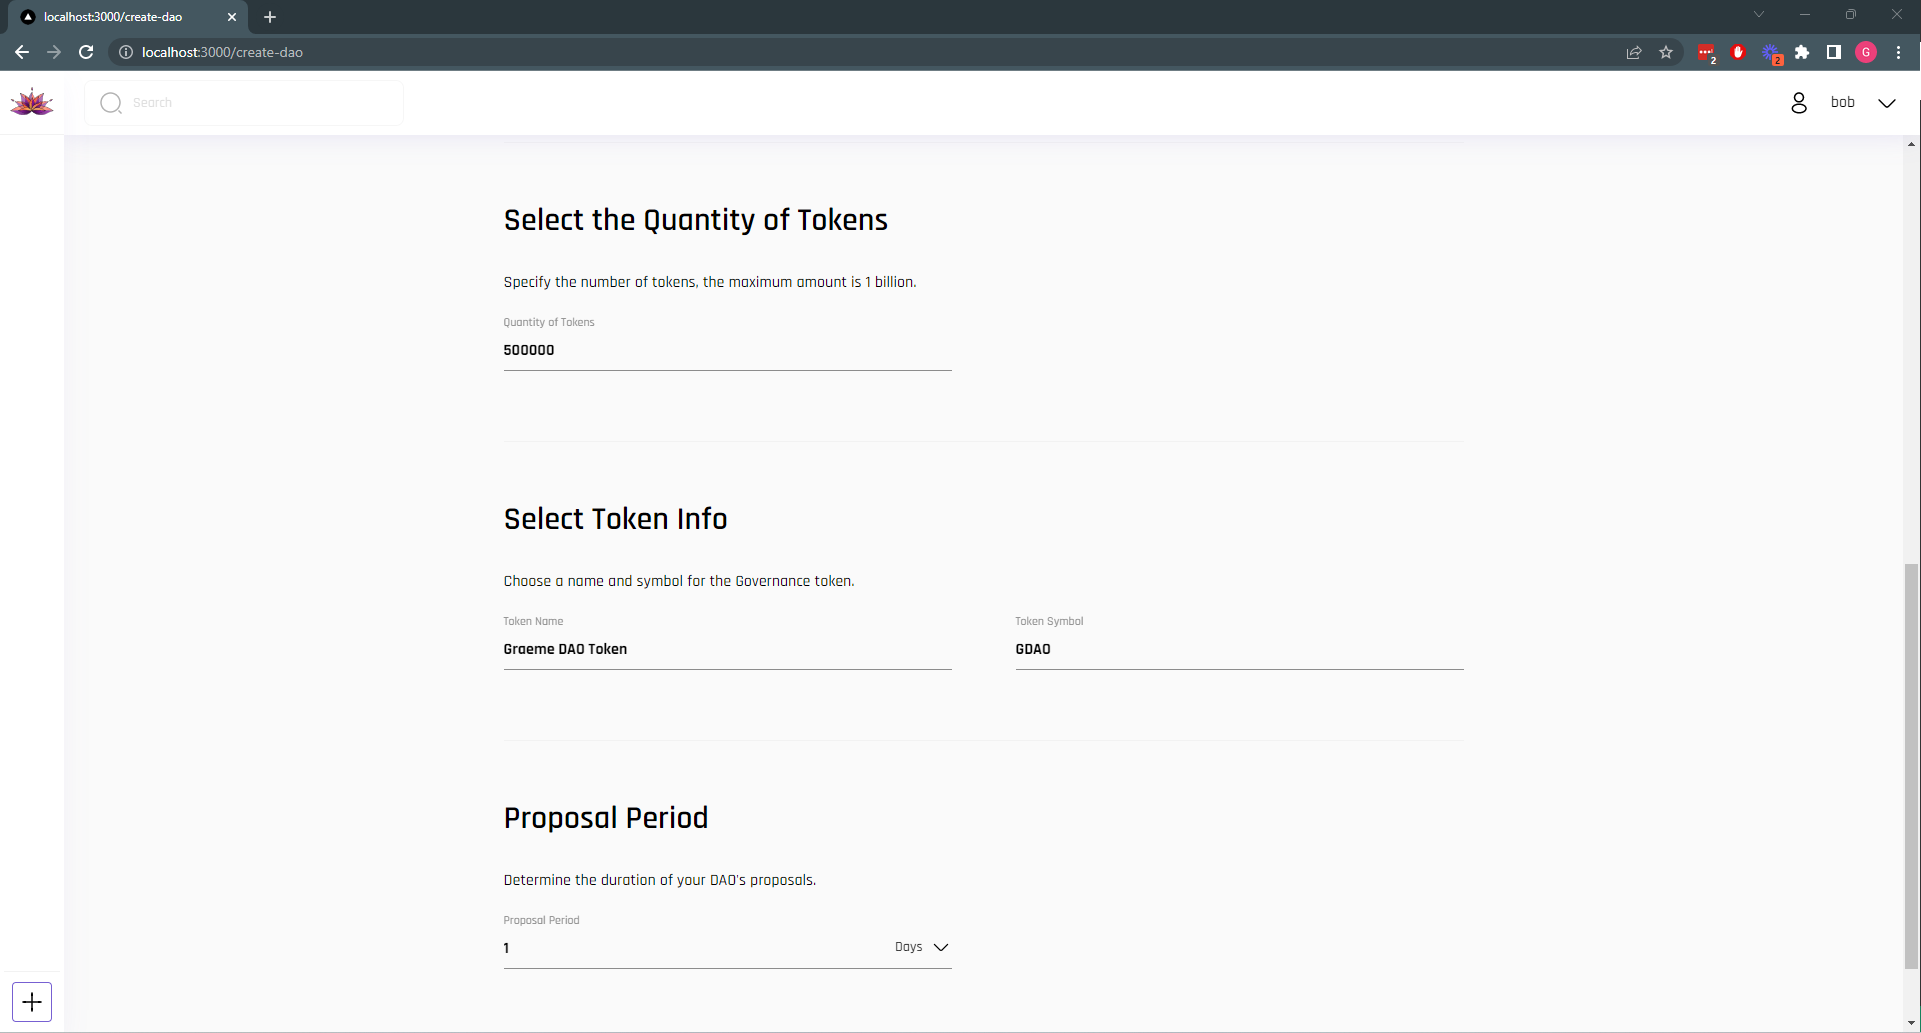 localhost:3000/create-dao
localhost:3000/create-dao
2
2
G
Search
bob
Select the Quantity of Tokens
Specify the number of tokens, the maximum amount is 1 billion.
Quantity of Tokens
500000
Select Token Info
Choose a name and symbol for the Governance token.
Token Name
Token Symbol
Graeme DAO Token
GDAO
Proposal Period
Determine the duration of your DAO's proposals.
Proposal Period
1
Days